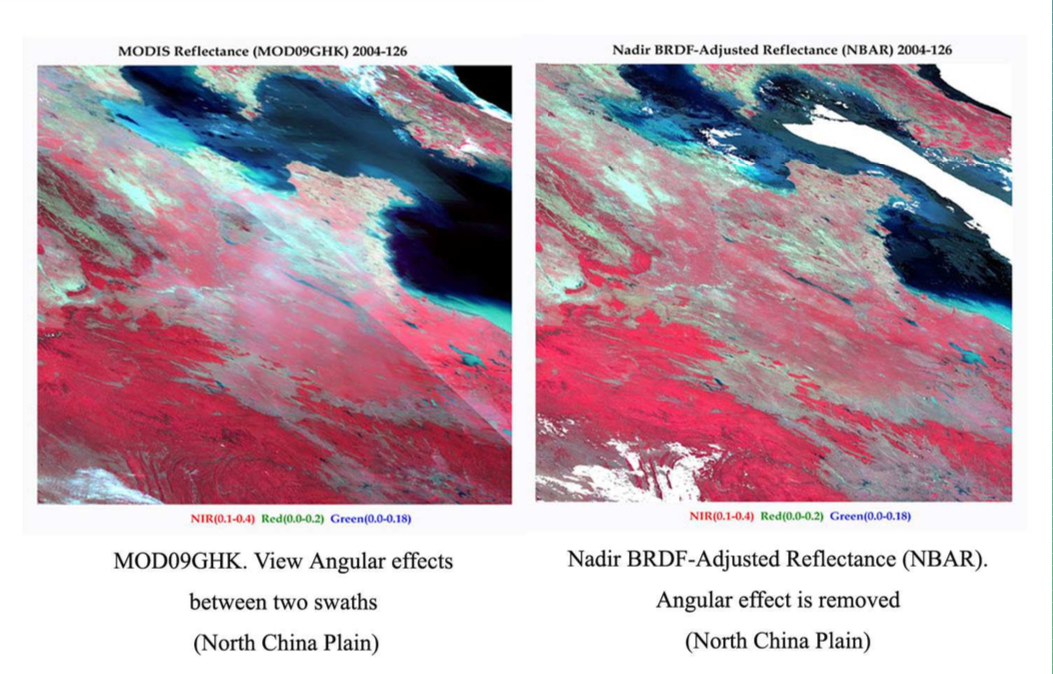 MODIS Reflectance (MOD09GHK) 2004-126
NIR(0.1-0.4) Red(0.0-0.2) Green(0.0-0.18)
MOD09GHK. View Angular effects
between two swaths
(North China Plain)
Nadir BRDF-Adjusted Reflectance (NBAR) 2004-126
NIR(0.1-0.4) Red(0.0-0.2) Green(0.0-0.18)
Nadir BRDF-Adjusted Reflectance (NBAR).
Angular effect is removed
(North China Plain)